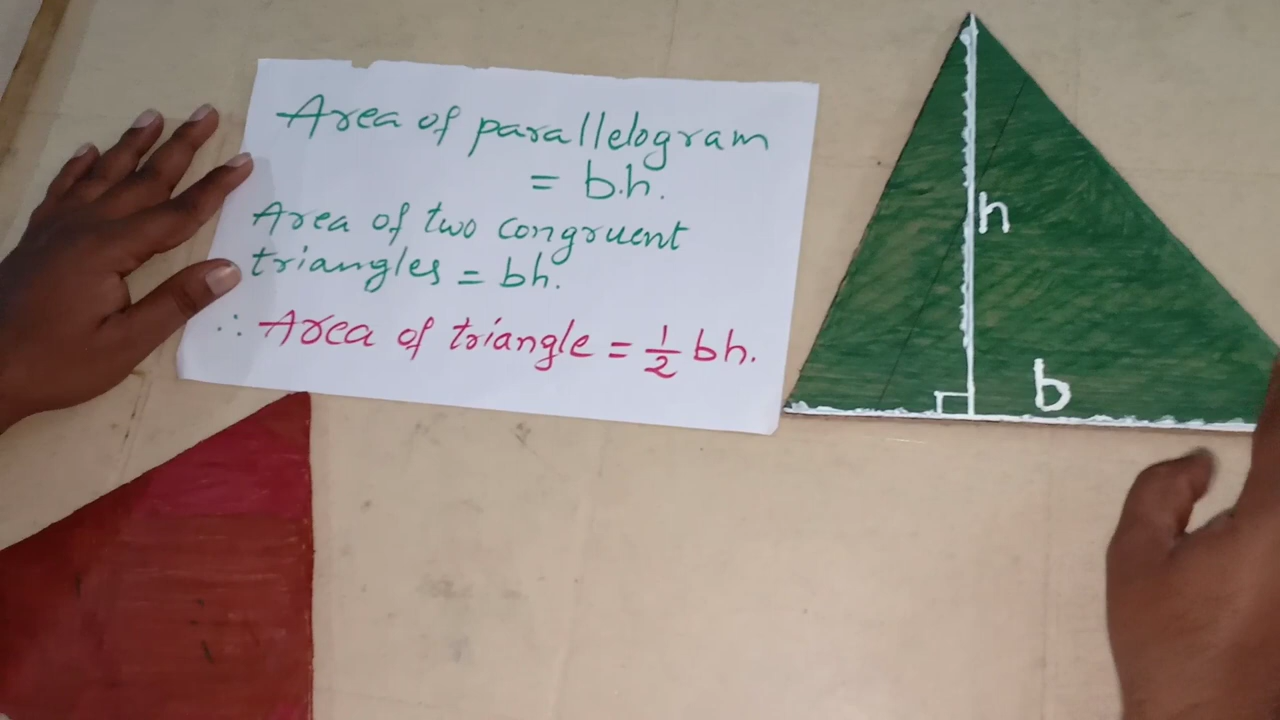 Area of parallelogram
= b.h.
Area of two congruent
triangles = bh.
∴ Area of triangle = 1/2 bh.
h
b